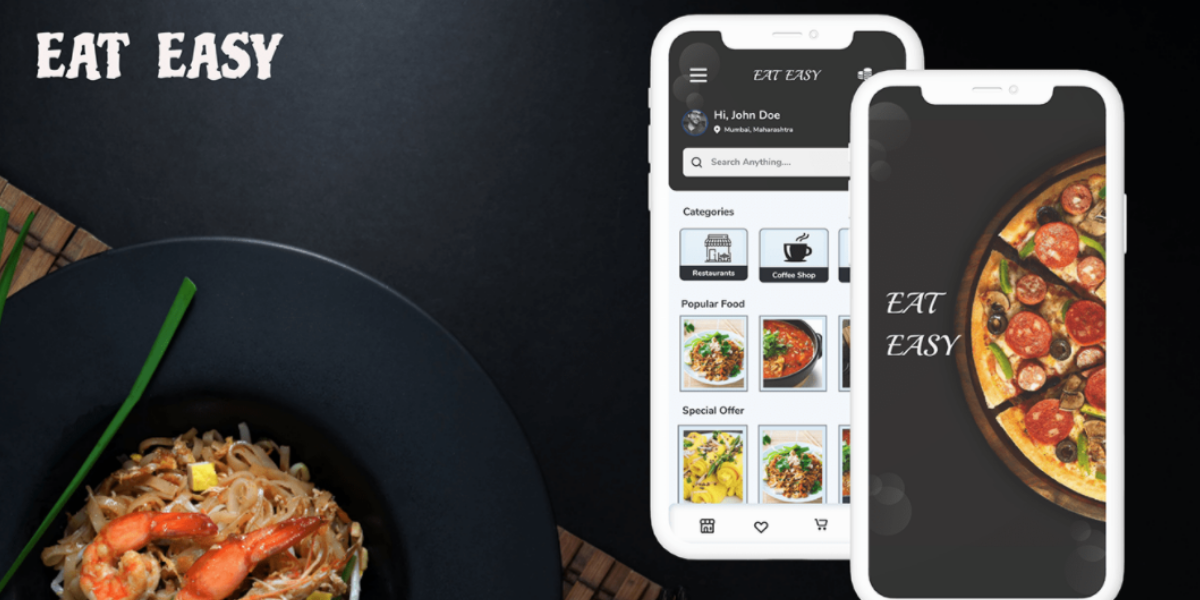 EAT EASY
EAT EASY
Hi, John Doe
Mumbai, Maharashtra
Search Anything....
Categories
Restaurants
Coffee Shop
Popular Food
Special Offer
EAT
EASY